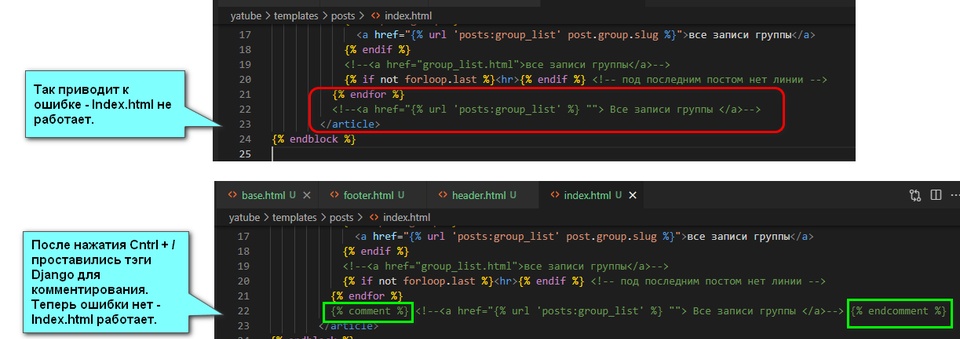 yatube > templates > posts > index.html
17 <a href="{% url 'posts:group_list' post.group.slug %}">все записи группы</a>
18 {% endif %}
19 <!--<a href="group_list.html">все записи группы</a>-->
20 {% if not forloop.last %}<hr>{% endif %} <!-- под последним постом нет линии -->
21 {% endfor %}
22 <!--<a href="{% url 'posts:group_list' %} ""> Все записи группы </a>-->
23 </article>
24 {% endblock %}
25
Так приводит к
ошибке - Index.html не
работает.
base.html U
footer.html U
header.html U
index.html U
yatube > templates > posts > index.html
17 <a href="{% url 'posts:group_list' post.group.slug %}">все записи группы</a>
18 {% endif %}
19 <!--<a href="group_list.html">все записи группы</a>-->
20 {% if not forloop.last %}<hr>{% endif %} <!-- под последним постом нет линии -->
21 {% endfor %}
22 {% comment %} <!--<a href="{% url 'posts:group_list' %} ""> Все записи группы </a>--> {% endcomment %}
23 </article>
24 {% endblock %}
После нажатия Cntrl + /
проставились тэги
Django для
комментирования.
Теперь ошибки нет -
Index.html работает.